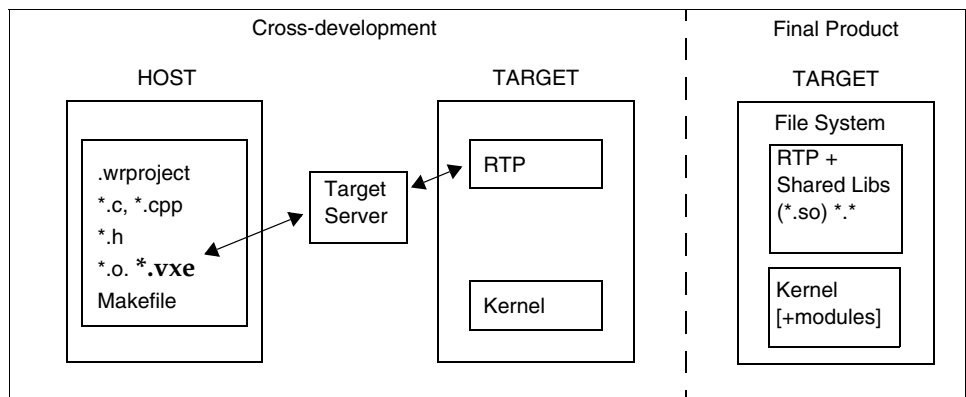 Cross-development
HOST
TARGET
.wrproject
*.c, *.cpp
*.h
*.o. *.vxe
Makefile
Target
Server
RTP
Kernel
Final Product
TARGET
File System
RTP +
Shared Libs
(*.so) *.*
Kernel
[+modules]